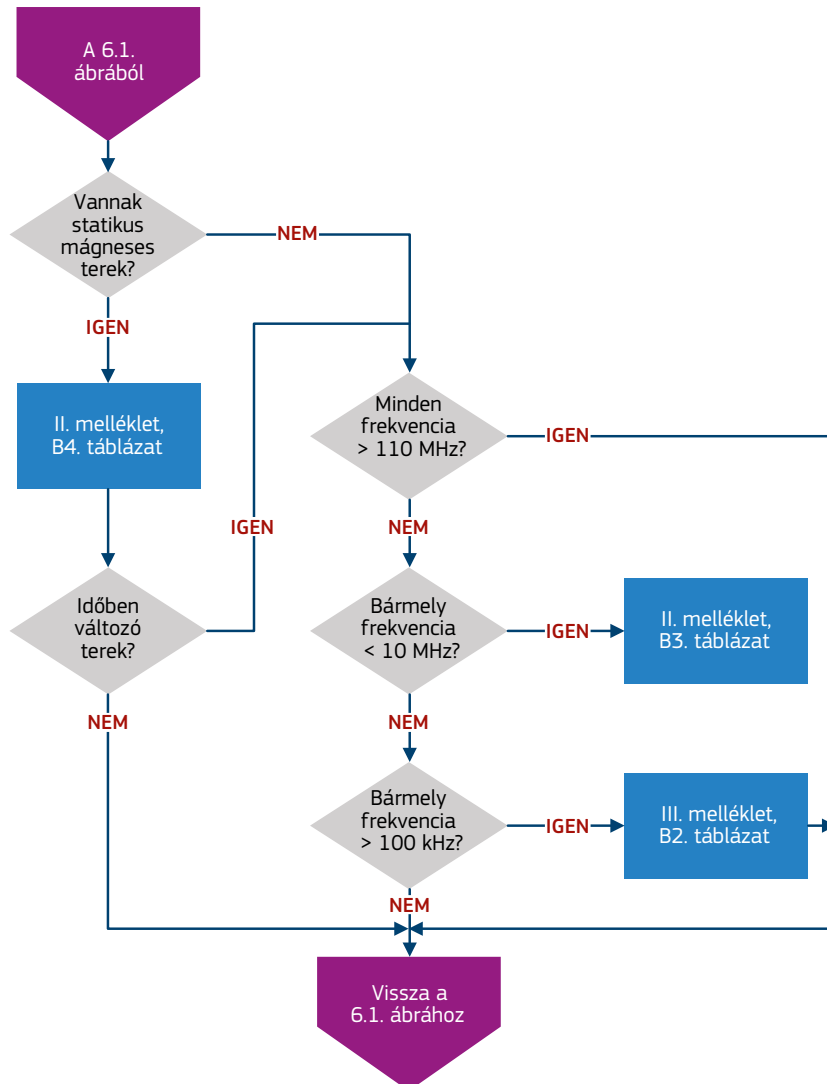 A 6.1.
ábrából
Vannak
statikus
mágneses
terek?
NEM
IGEN
II. melléklet,
B4. táblázat
Minden
frekvencia
> 110 MHz?
IGEN
IGEN
NEM
Időben
változó
terek?
Bármely
frekvencia
< 10 MHz?
IGEN
II. melléklet,
B3. táblázat
NEM
NEM
Bármely
frekvencia
> 100 kHz?
IGEN
III. melléklet,
B2. táblázat
NEM
Vissza a
6.1. ábrához